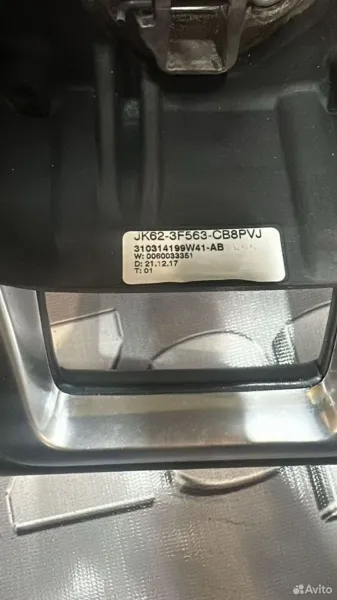 JK62-3F563-CB8PVJ
310314199W41-AB
W: 0060033351
D: 21.12.17
T: 01
Avito